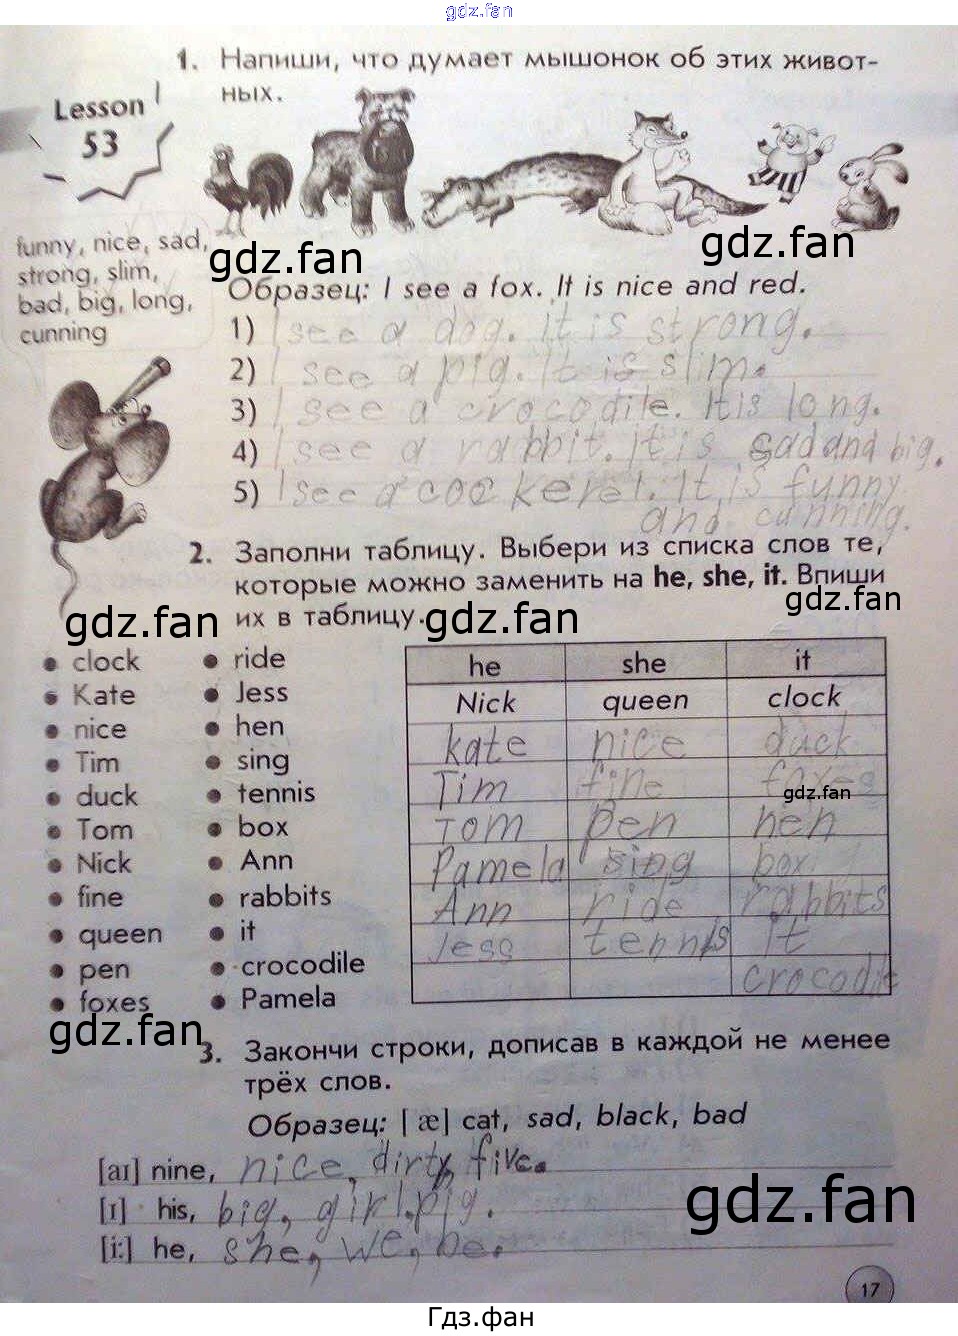 gdz.fan
1. Напиши, что думает мышонок об этих живот-
ных.
Lesson
53
funny, nice, sad,
strong, slim,
bad, big, long,
cunning
gdz.fan
gdz.fan
Образец: I see a fox. It is nice and red.
1) I see a dog. It is strong.
2) I see a pig. It is slim.
3) I see a crocodile. It is long.
4) I see a rabbit. It is sad and big.
5) I see a cockerel. It is funny
and cunning.
2. Заполни таблицу. Выбери из списка слов те,
которые можно заменить на he, she, it. Впиши
их в таблицу.
gdz.fan
gdz.fan
gdz.fan
• clock
• Kate
• nice
• Tim
• duck
• Tom
• Nick
• fine
• queen
• pen
• foxes
• ride
• Jess
• hen
• sing
• tennis
• box
• Ann
• rabbits
• it
• crocodile
• Pamela
he she it
Nick queen clock
Kate nice duck
Tim fine foxes
gdz.fan
Tom pen hen
Pamela sing box
Ann ride rabbits
Jess tennis it
crocodile
gdz.fan
3. Закончи строки, дописав в каждой не менее
трёх слов.
Образец: [æ] cat, sad, black, bad
[aɪ] nine, nice, dirty, five.
[ɪ] his, big, girl, pig.
[i:] he, she, we, be.
gdz.fan
17
Гдз.фан